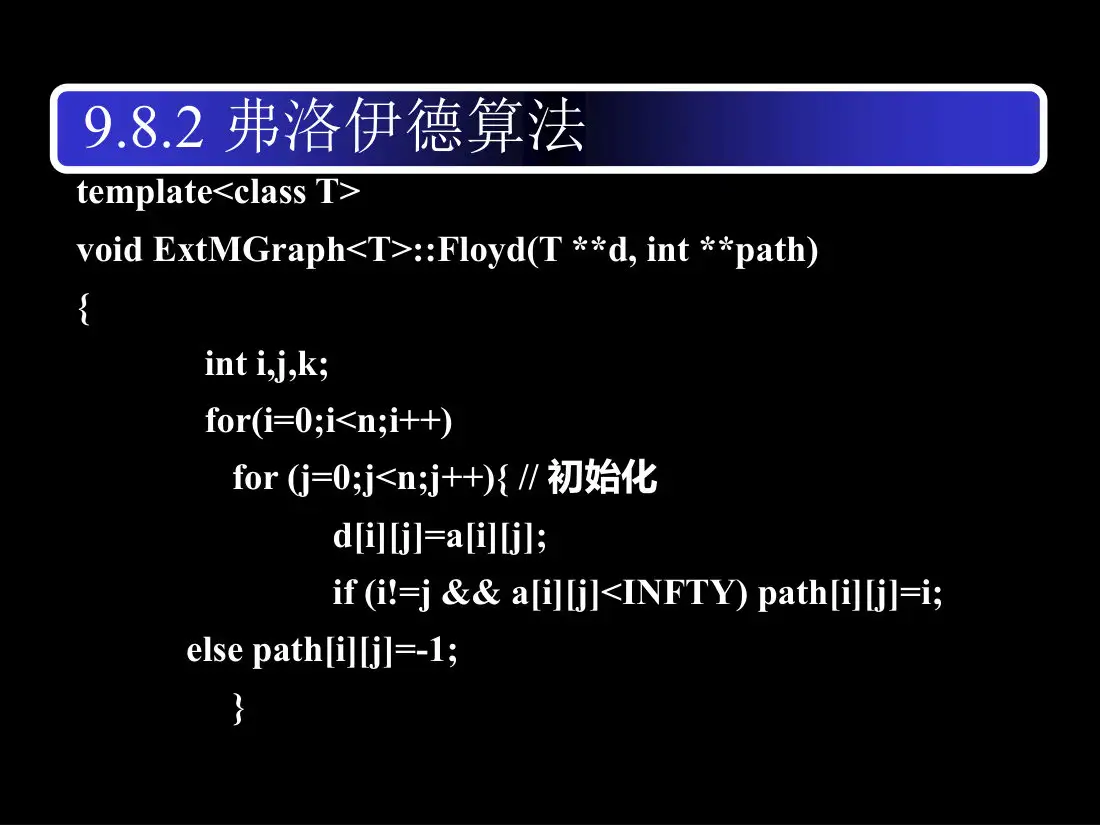 9.8.2 弗洛伊德算法
template<class T>
void ExtMGraph<T>::Floyd(T **d, int **path)
{
int i,j,k;
for(i=0;i<n;i++)
for (j=0;j<n;j++){ // 初始化
d[i][j]=a[i][j];
if (i!=j && a[i][j]<INFTY) path[i][j]=i;
else path[i][j]=-1;
}